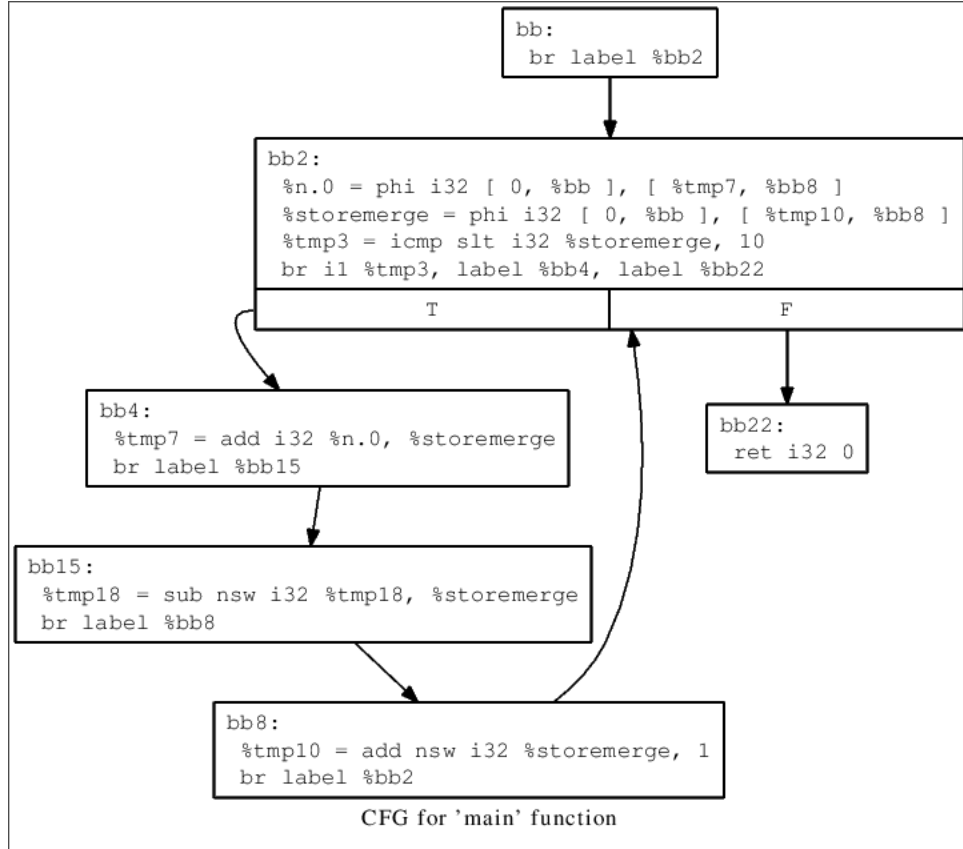 bb:
br label %bb2
bb2:
%n.0 = phi i32 [ 0, %bb ], [ %tmp7, %bb8 ]
%storemerge = phi i32 [ 0, %bb ], [ %tmp10, %bb8 ]
%tmp3 = icmp slt i32 %storemerge, 10
br i1 %tmp3, label %bb4, label %bb22
T
F
bb4:
%tmp7 = add i32 %n.0, %storemerge
br label %bb15
bb22:
ret i32 0
bb15:
%tmp18 = sub nsw i32 %tmp18, %storemerge
br label %bb8
bb8:
%tmp10 = add nsw i32 %storemerge, 1
br label %bb2
CFG for 'main' function